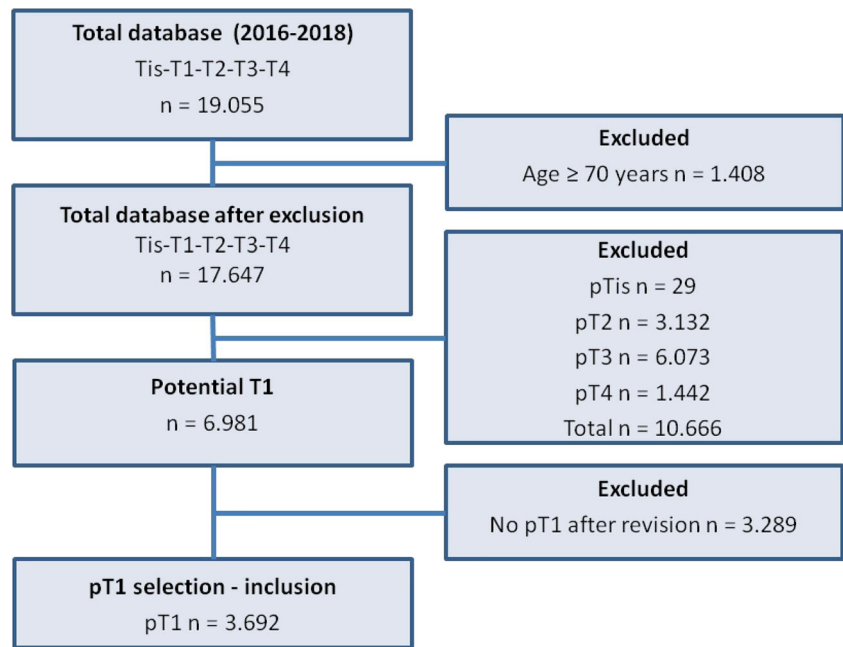 Total database (2016-2018)
Tis-T1-T2-T3-T4
n = 19.055
Excluded
Age ≥ 70 years n = 1.408
Total database after exclusion
Tis-T1-T2-T3-T4
n = 17.647
Excluded
pTis n = 29
pT2 n = 3.132
pT3 n = 6.073
pT4 n = 1.442
Total n = 10.666
Potential T1
n = 6.981
Excluded
No pT1 after revision n = 3.289
pT1 selection - inclusion
pT1 n = 3.692